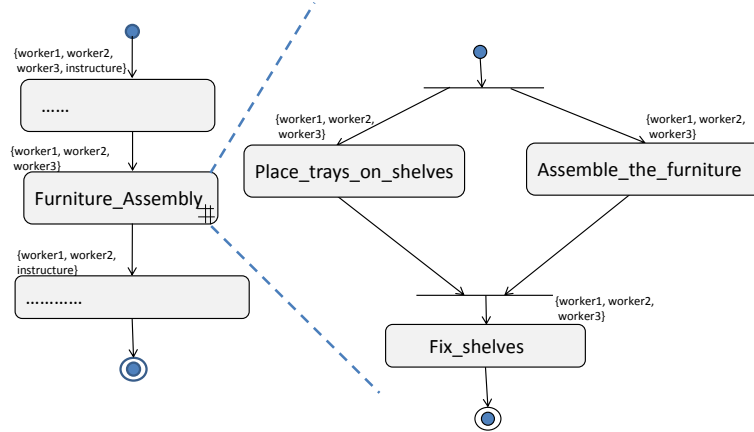 {worker1, worker2,
worker3, instructure}
......
{worker1, worker2,
worker3}
Furniture_Assembly
{worker1, worker2,
instructure}
............
{worker1, worker2,
worker3}
Place_trays_on_shelves
{worker1, worker2,
worker3}
Assemble_the_furniture
{worker1, worker2,
worker3}
Fix_shelves